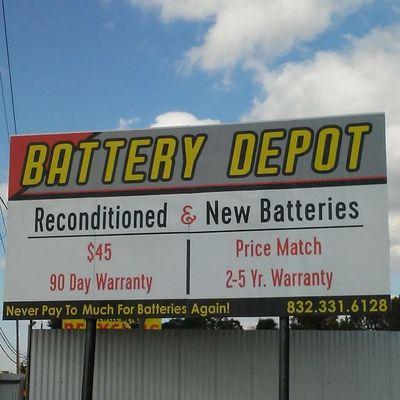 BATTERY DEPOT
Reconditioned & New Batteries
$45
90 Day Warranty
Price Match
2-5 Yr. Warranty
Never Pay To Much For Batteries Again!
832.331.6128